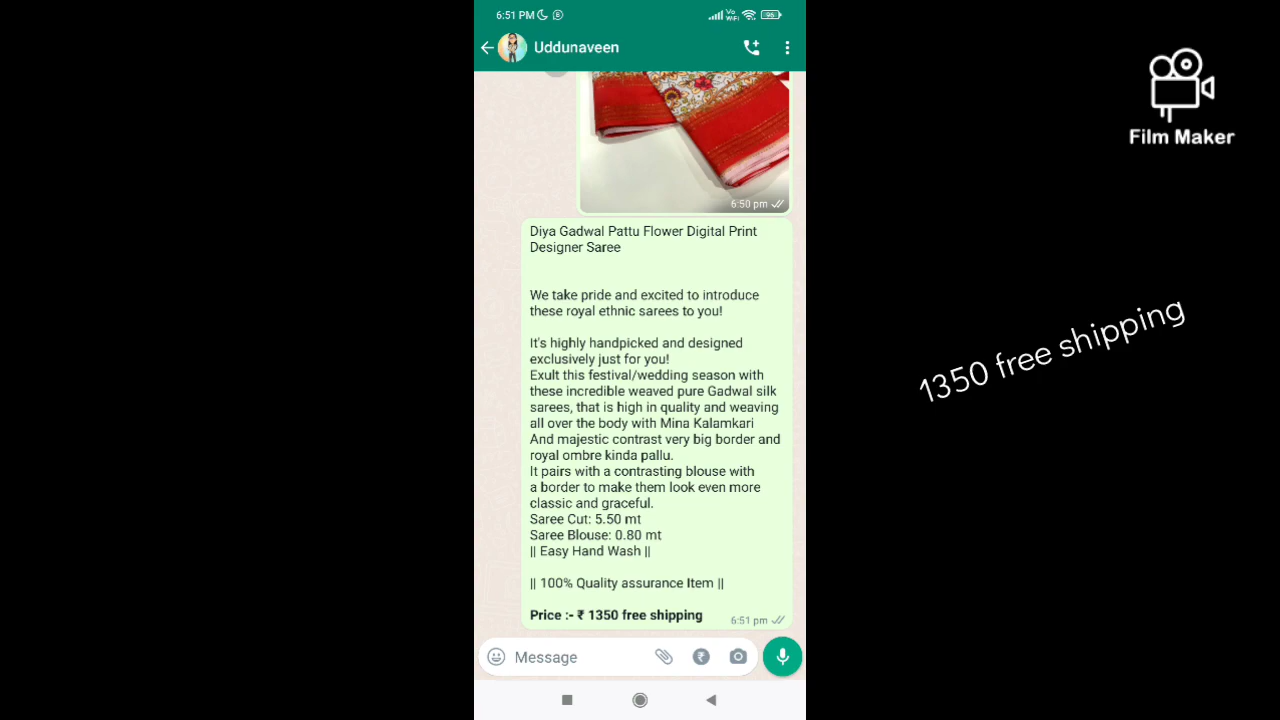 6:51 PM
Vo
WiFi
96
Uddunaveen
Film Maker
6:50 pm
Diya Gadwal Pattu Flower Digital Print
Designer Saree
We take pride and excited to introduce
these royal ethnic sarees to you!
It's highly handpicked and designed
exclusively just for you!
Exult this festival/wedding season with
these incredible weaved pure Gadwal silk
sarees, that is high in quality and weaving
all over the body with Mina Kalamkari
And majestic contrast very big border and
royal ombre kinda pallu.
It pairs with a contrasting blouse with
a border to make them look even more
classic and graceful.
Saree Cut: 5.50 mt
Saree Blouse: 0.80 mt
|| Easy Hand Wash ||
|| 100% Quality assurance Item ||
Price :- ₹ 1350 free shipping
6:51 pm
1350 free shipping
Message